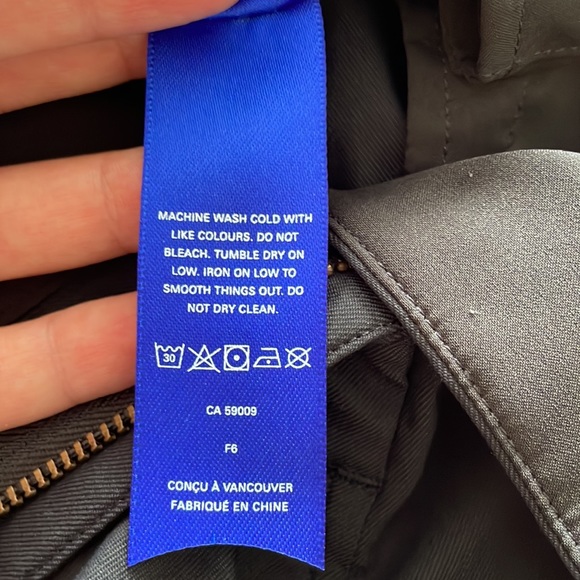 MACHINE WASH COLD WITH
LIKE COLOURS. DO NOT
BLEACH. TUMBLE DRY ON
LOW. IRON ON LOW TO
SMOOTH THINGS OUT. DO
NOT DRY CLEAN.
30
CA 59009
F6
CONÇU À VANCOUVER
FABRIQUÉ EN CHINE